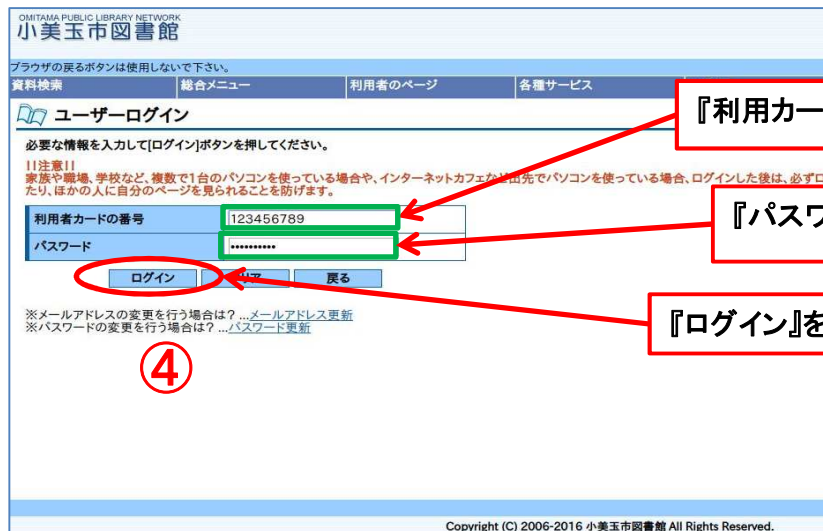 OMITAMA PUBLIC LIBRARY NETWORK
小美玉市図書館
ブラウザの戻るボタンは使用しないで下さい。
資料検索 総合メニュー 利用者のページ 各種サービス
ユーザーログイン
『利用カー
必要な情報を入力して[ログイン]ボタンを押してください。
!!注意!!
家族や職場、学校など、複数で1台のパソコンを使っている場合や、インターネットカフェなど出先でパソコンを使っている場合、ログインした後は、必ずロ
たり、ほかの人に自分のページを見られることを防げます。
利用者カードの番号 123456789
『パスワ
パスワード ••••••••••
ログイン クリア 戻る
※メールアドレスの変更を行う場合は?...メールアドレス更新
※パスワードの変更を行う場合は?...パスワード更新
『ログイン』を
④
Copyright (C) 2006-2016 小美玉市図書館 All Rights Reserved.